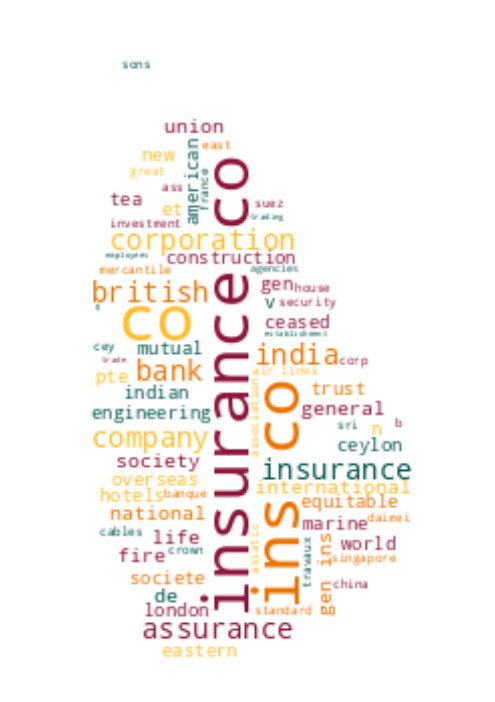 sons
union
east
new
american
great
france
ass
insurance co
tea
et
suez
trading
investment
corporation
employees
construction
mercantile
agencies
gen
house
british
v
security
co
ceased
establishment
cey
mutual
india
trade
corp
bank
air lines
pte
indian
trust
association
ins co
engineering
general
sri
n
b
company
ceylon
society
insurance
overseas
international
hotels
banque
equitable
national
daimei
marine
cables
life
world
crown
fire
asiatic
travaux
gen ins
singapore
societe
china
de
london
standard
assurance
eastern